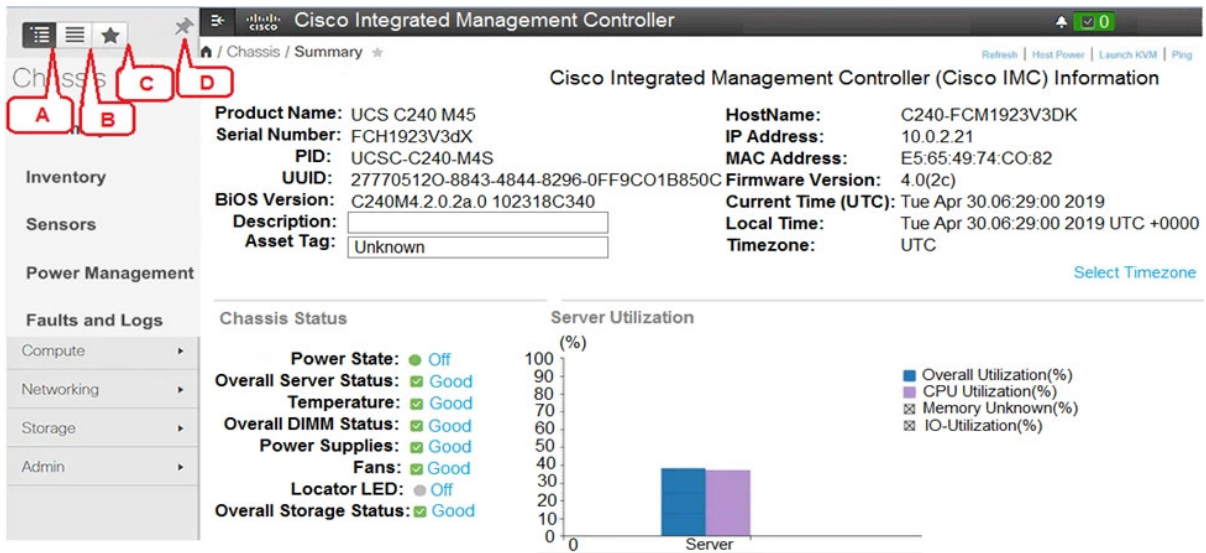 CISCO Cisco Integrated Management Controller 0
/ Chassis / Summary
Refresh | Host Power | Launch KVM | Ping
Chassis
A
B
C
D
Inventory
Sensors
Power Management
Faults and Logs
Compute
Networking
Storage
Admin
Cisco Integrated Management Controller (Cisco IMC) Information
Product Name: UCS C240 M45
Serial Number: FCH1923V3dX
PID: UCSC-C240-M4S
UUID: 27770512O-8843-4844-8296-0FF9CO1B850C
BiOS Version: C240M4.2.0.2a.0 102318C340
Description:
Asset Tag: Unknown
HostName: C240-FCM1923V3DK
IP Address: 10.0.2.21
MAC Address: E5:65:49:74:CO:82
Firmware Version: 4.0(2c)
Current Time (UTC): Tue Apr 30.06:29:00 2019
Local Time: Tue Apr 30.06:29:00 2019 UTC +0000
Timezone: UTC
Select Timezone
Chassis Status
Power State: Off
Overall Server Status: Good
Temperature: Good
Overall DIMM Status: Good
Power Supplies: Good
Fans: Good
Locator LED: Off
Overall Storage Status: Good
Server Utilization
(%)
100
90
80
70
60
50
40
30
20
10
0
0
Server
Overall Utilization(%)
CPU Utilization(%)
Memory Unknown(%)
IO-Utilization(%)